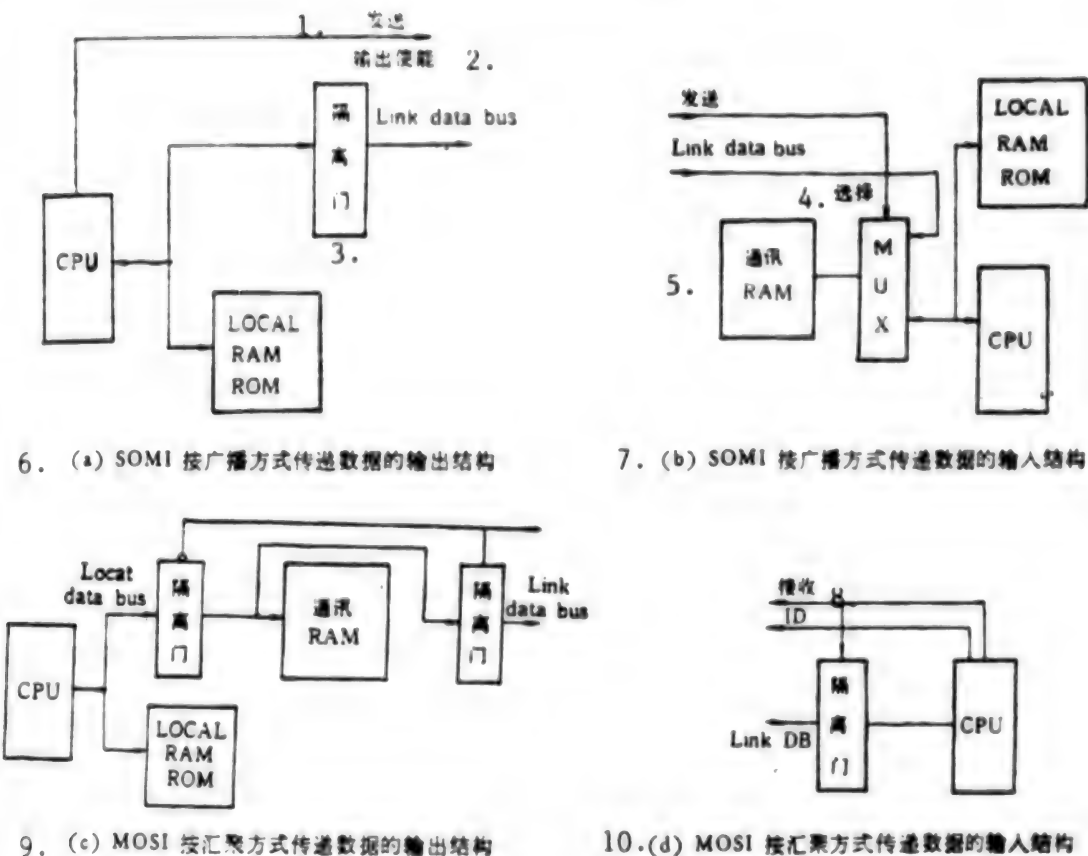 1. 发送
输出使能 2.
隔
离
门
Link data bus
CPU
3.
LOCAL
RAM
ROM
6. (a) SOMI 按广播方式传递数据的输出结构
发送
Link data bus
4. 选择
5.
通讯
RAM
M
U
X
LOCAL
RAM
ROM
CPU
7. (b) SOMI 按广播方式传递数据的输入结构
Locat
data bus
隔
离
门
通讯
RAM
隔
离
门
Link
data bus
CPU
LOCAL
RAM
ROM
9. (c) MOSI 按汇聚方式传递数据的输出结构
接收 8
ID
隔
离
门
Link DB
CPU
10.(d) MOSI 按汇聚方式传递数据的输入结构